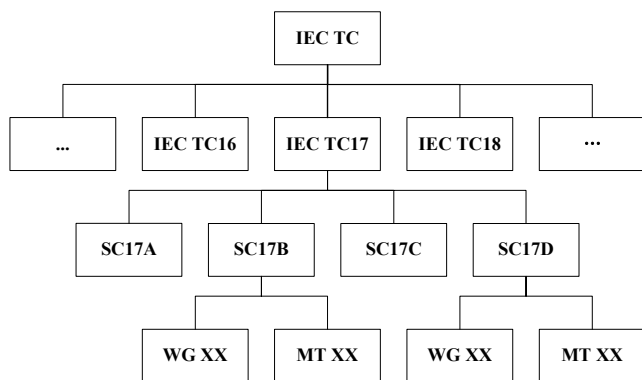 IEC TC
...
IEC TC16
IEC TC17
IEC TC18
...
SC17A
SC17B
SC17C
SC17D
WG XX
MT XX
WG XX
MT XX